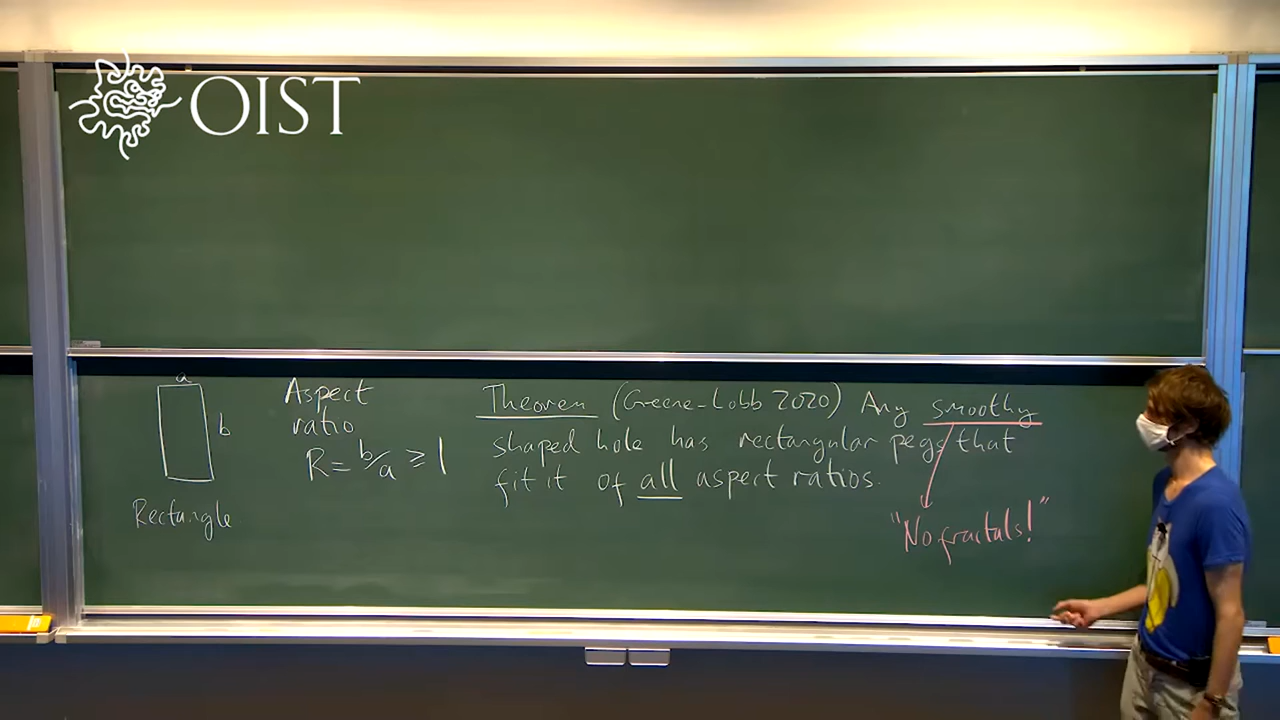 OIST
a
b
Rectangle
Aspect
ratio
R = b/a ≥ 1
Theorem (Greene-Lobb 2020) Any smoothy
shaped hole has rectangular pegs that
fit it of all aspect ratios.
"No fractals!"